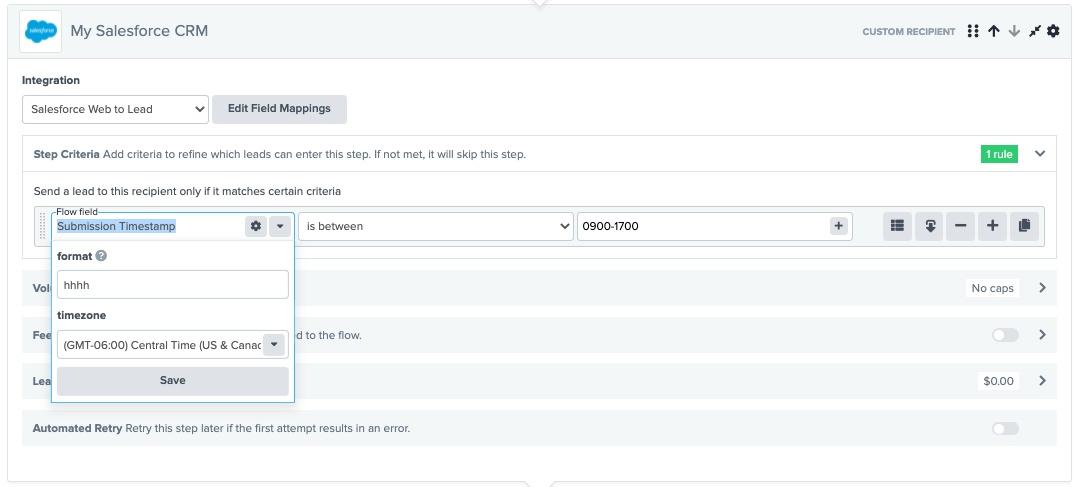 salesforce
My Salesforce CRM
CUSTOM RECIPIENT
Integration
Salesforce Web to Lead
Edit Field Mappings
Step Criteria Add criteria to refine which leads can enter this step. If not met, it will skip this step.
1 rule
Send a lead to this recipient only if it matches certain criteria
Flow field
Submission Timestamp
is between
0900-1700
format
hhhh
timezone
(GMT-06:00) Central Time (US & Canad
Save
Volu
No caps
Fee
d to the flow.
Lea
$0.00
Automated Retry Retry this step later if the first attempt results in an error.